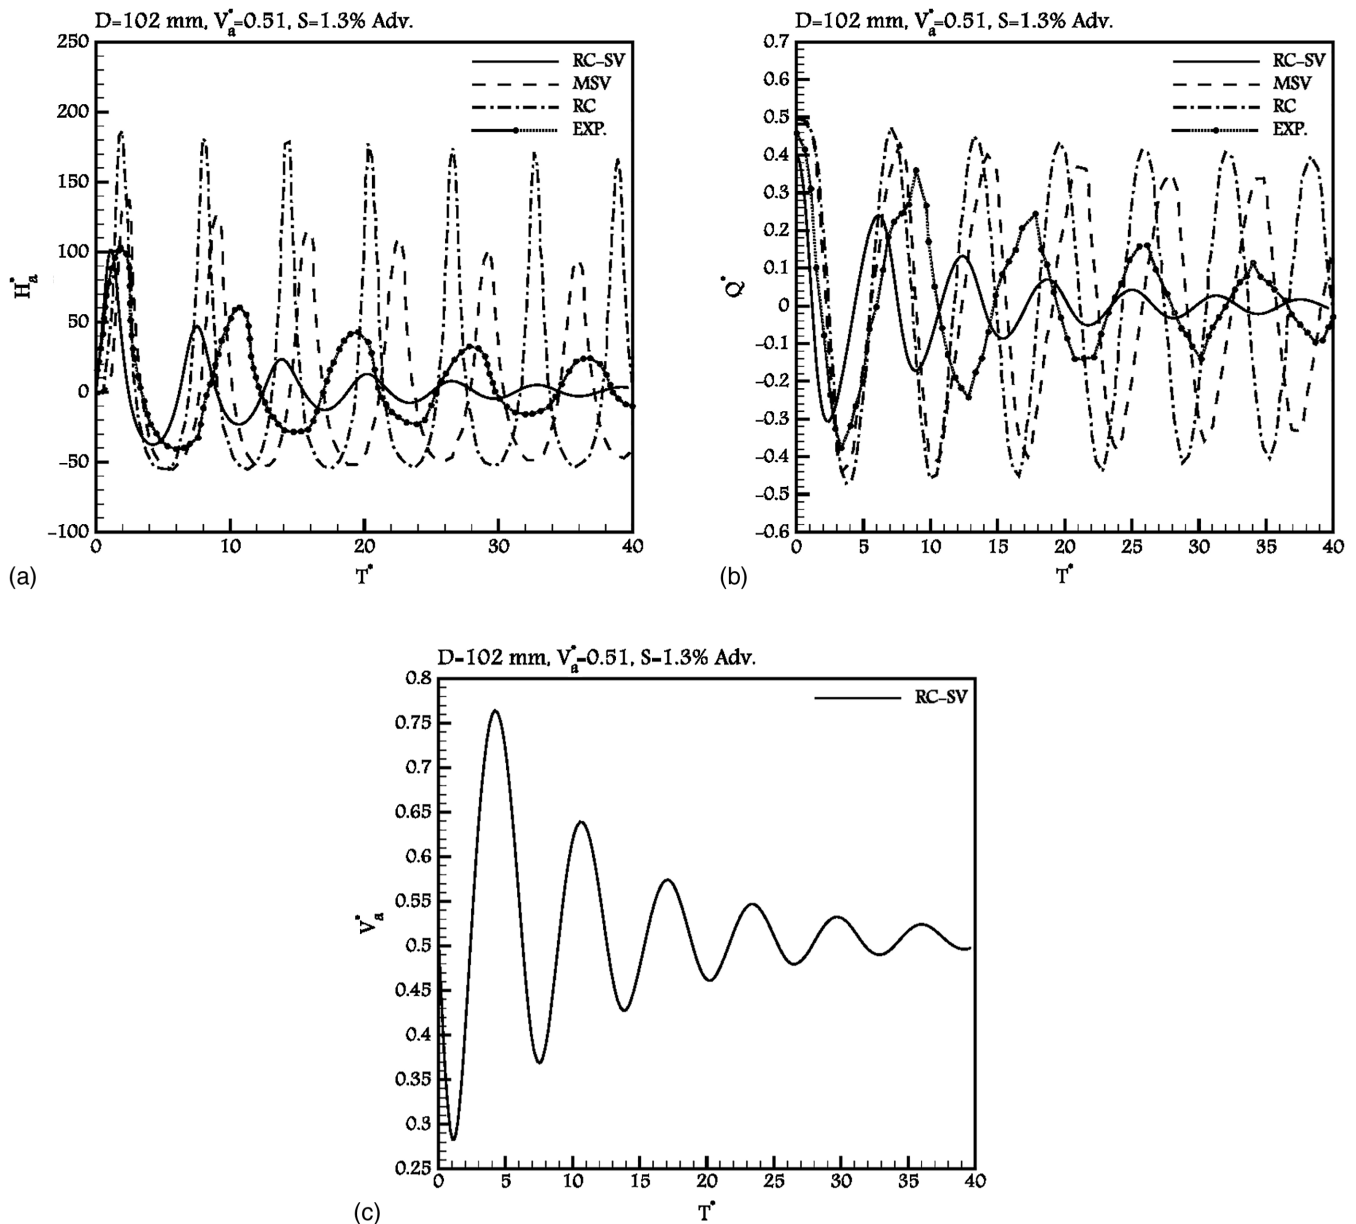 D=102 mm, V*a=0.51, S=1.3% Adv.
250
200
150
100
50
0
-50
-100
H*a
RC-SV
MSV
RC
EXP.
0 10 20 30 40
T*
(a)
D=102 mm, V*a=0.51, S=1.3% Adv.
0.7
0.6
0.5
0.4
0.3
0.2
0.1
0
-0.1
-0.2
-0.3
-0.4
-0.5
-0.6
Q*
RC-SV
MSV
RC
EXP.
0 5 10 15 20 25 30 35 40
T*
(b)
D=102 mm, V*a=0.51, S=1.3% Adv.
0.8
0.75
0.7
0.65
0.6
0.55
0.5
0.45
0.4
0.35
0.3
0.25
V*a
RC-SV
0 5 10 15 20 25 30 35 40
T*
(c)